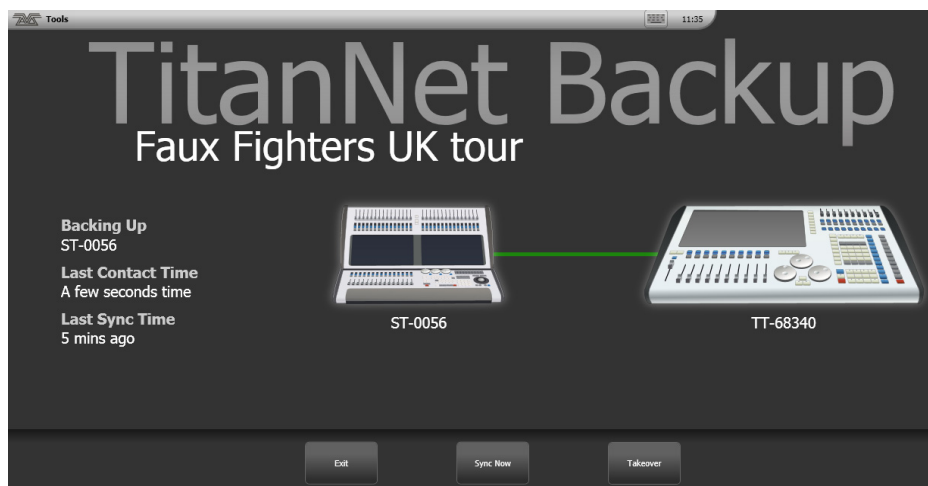 Tools
11:35
TitanNet Backup
Faux Fighters UK tour
Backing Up
ST-0056
Last Contact Time
A few seconds time
Last Sync Time
5 mins ago
ST-0056
TT-68340
Exit
Sync Now
Takeover